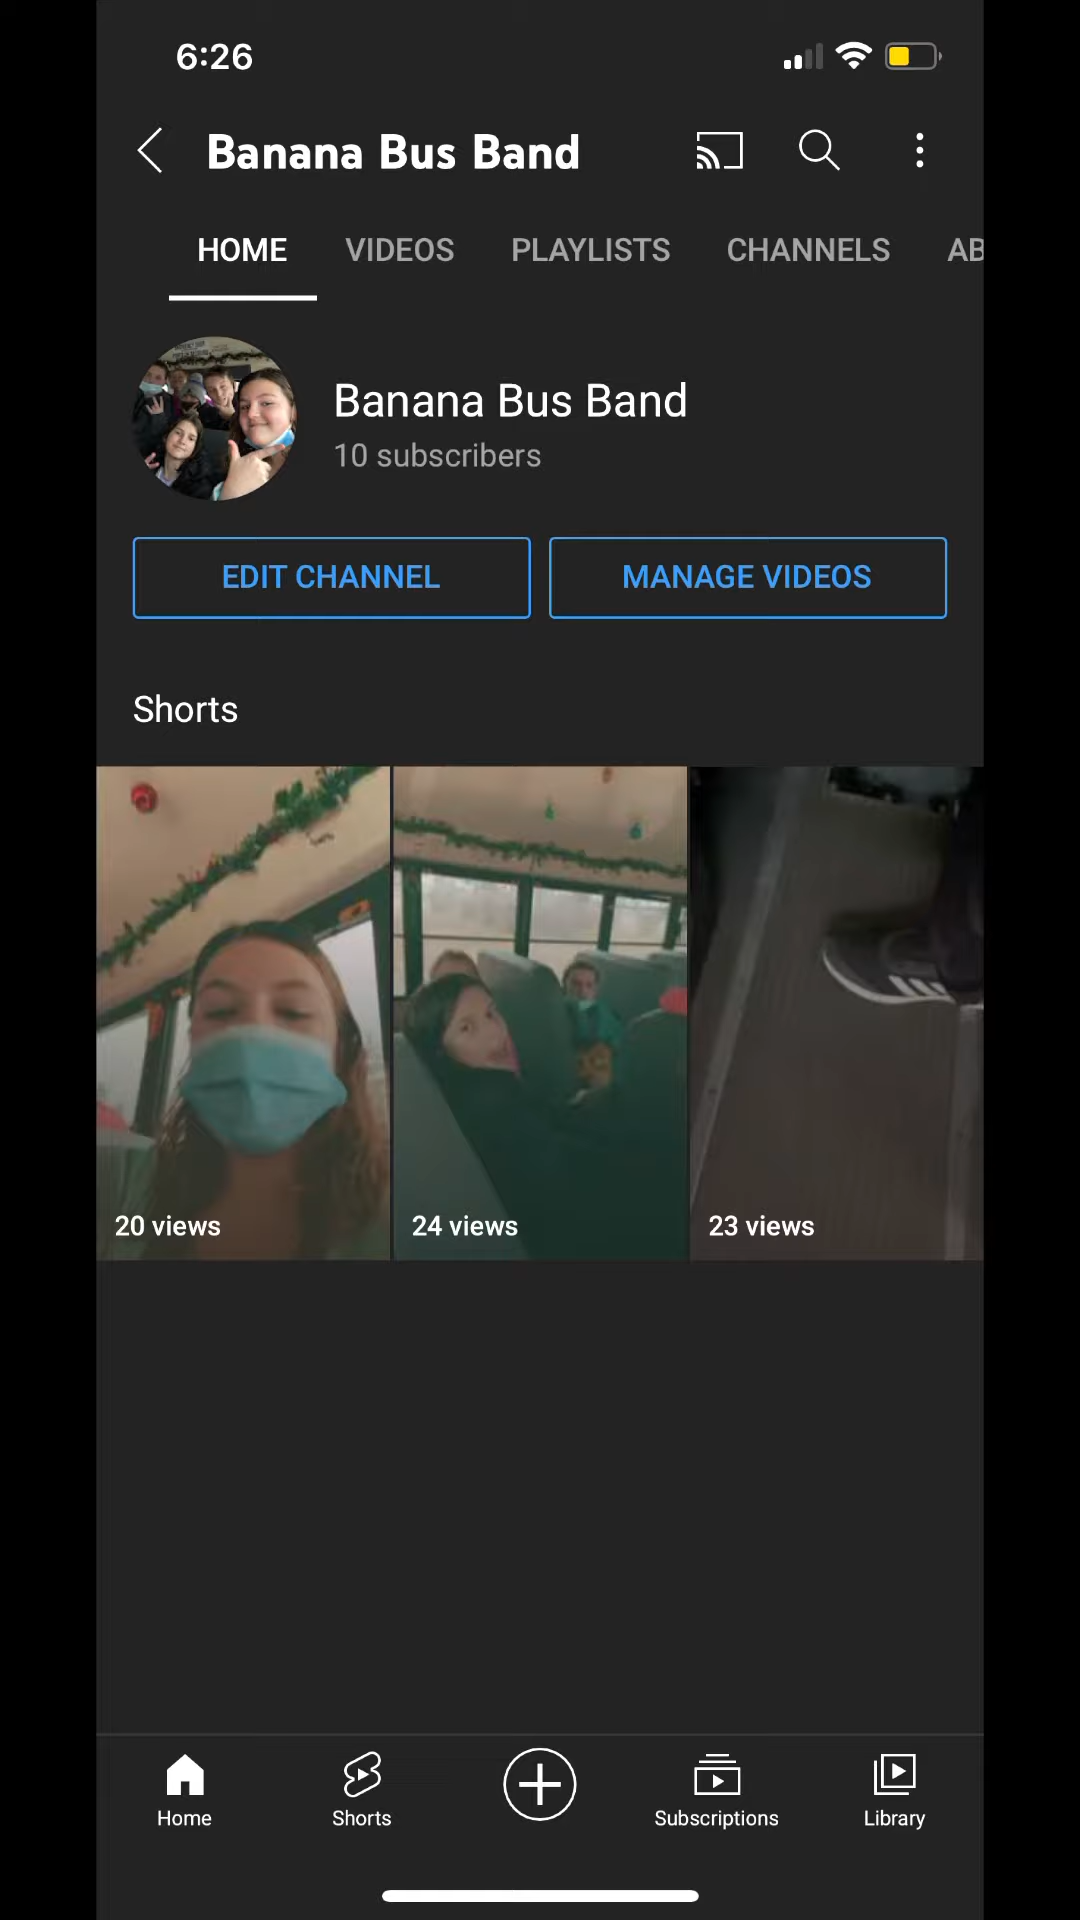 6:26
Banana Bus Band
HOME VIDEOS PLAYLISTS CHANNELS AB
Banana Bus Band
10 subscribers
EDIT CHANNEL MANAGE VIDEOS
Shorts
20 views 24 views 23 views
Home Shorts Subscriptions Library